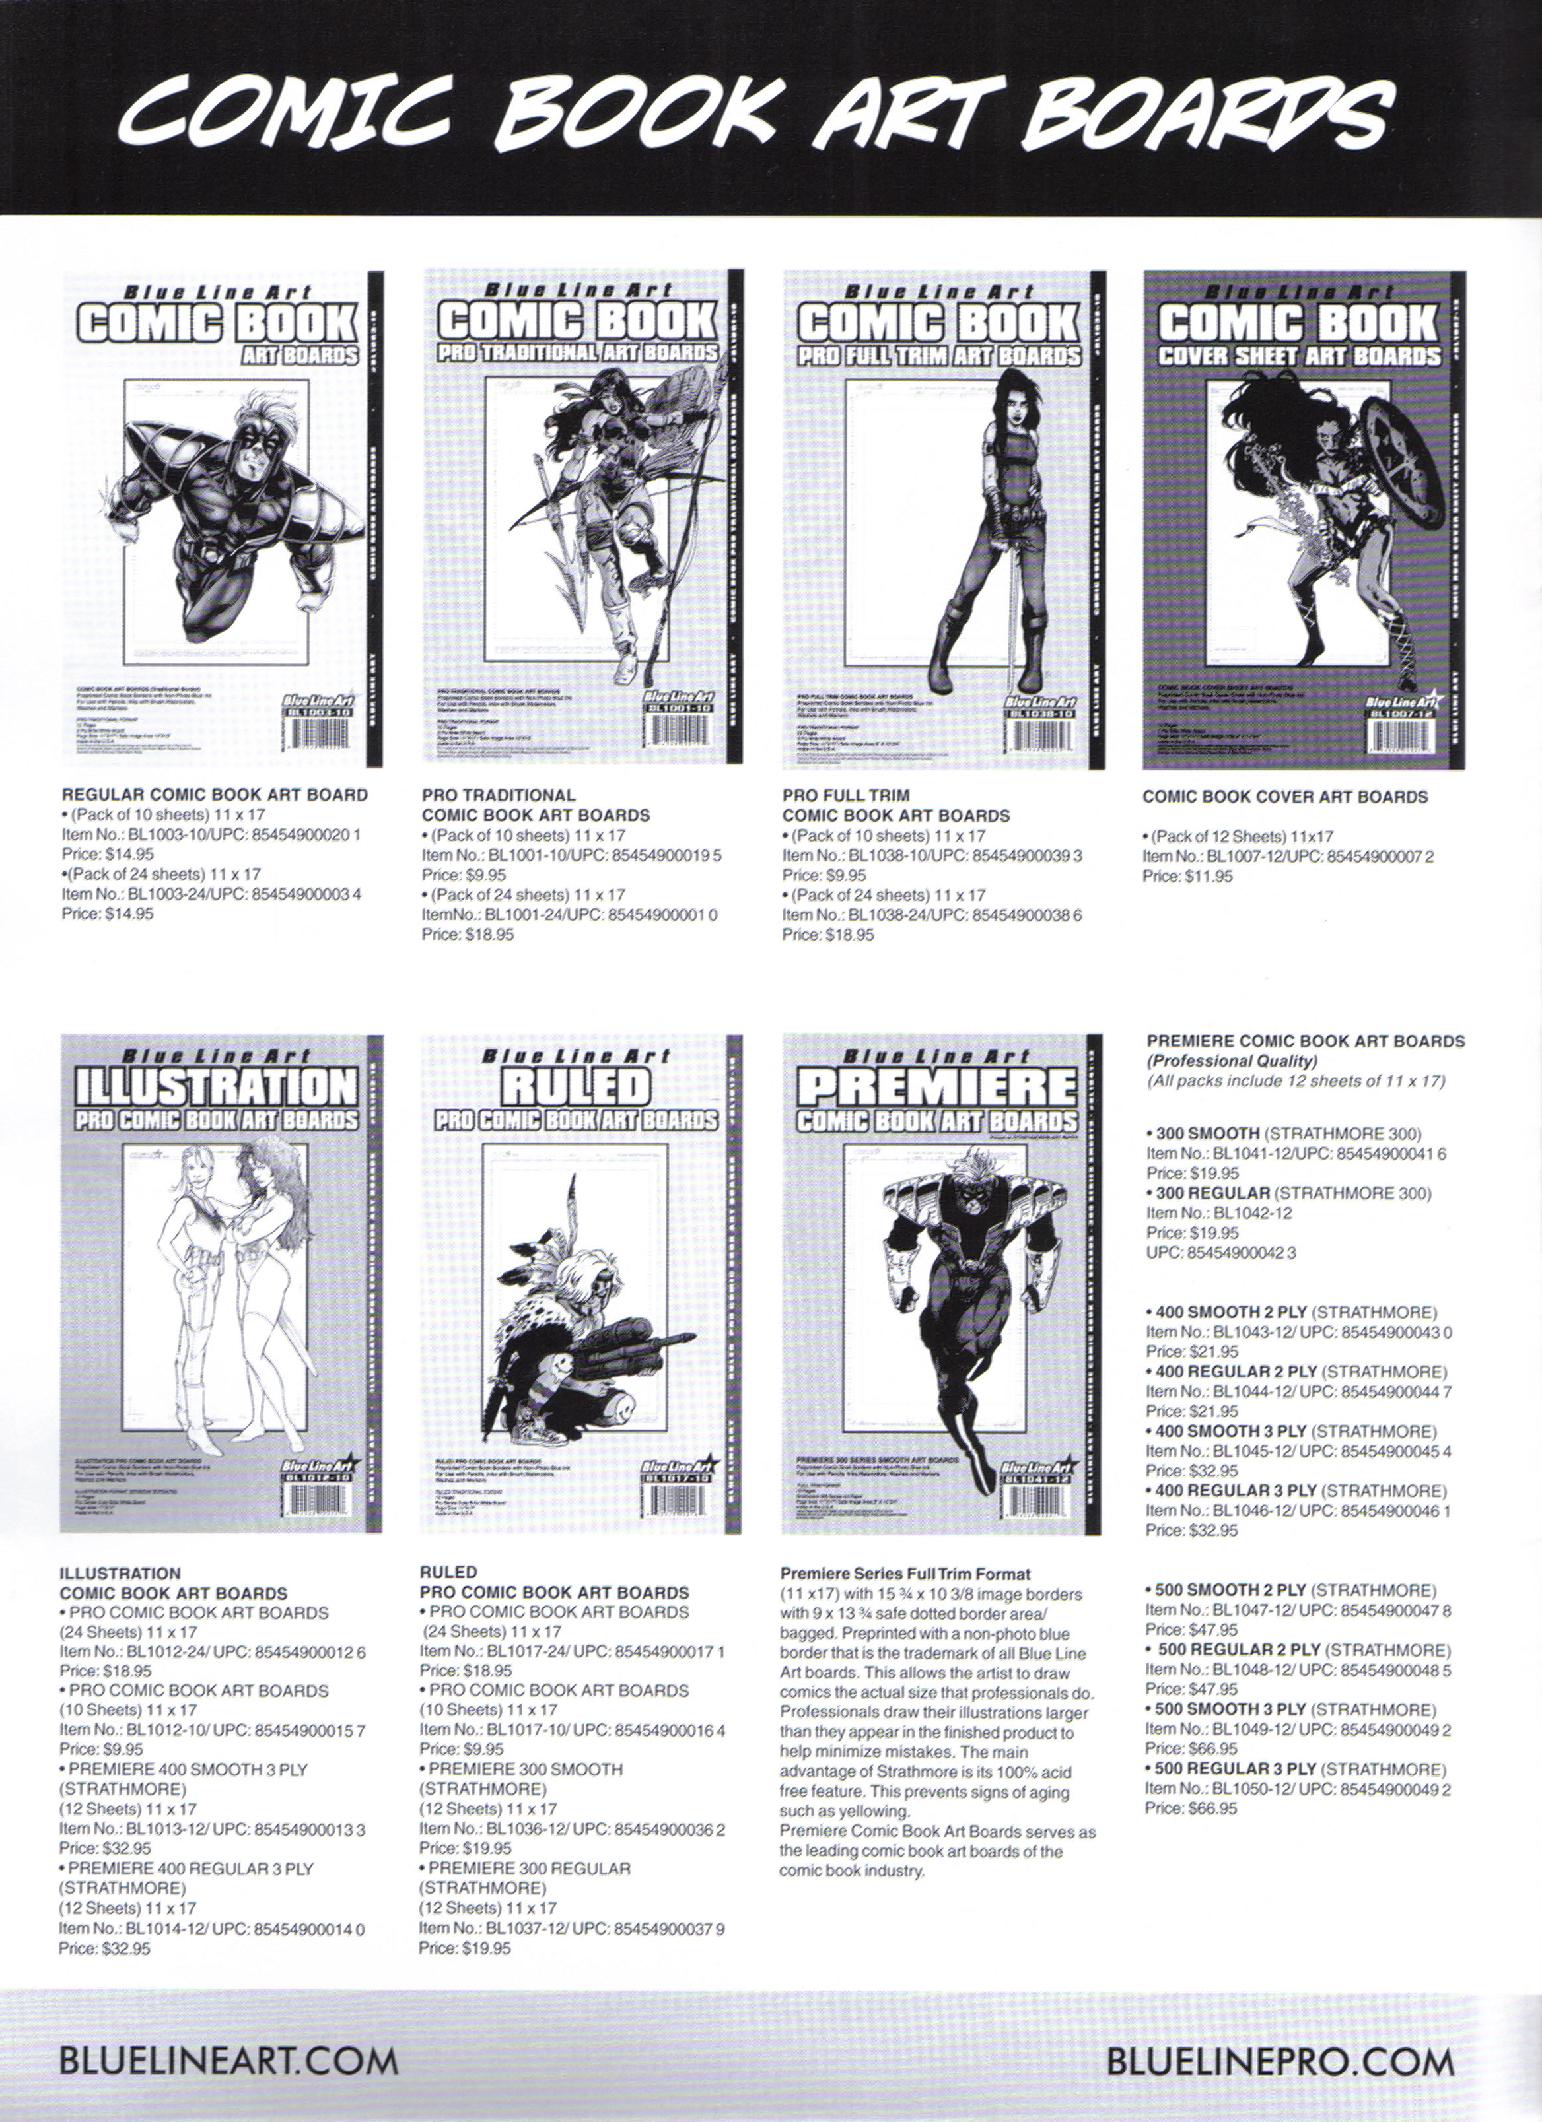 COMIC BOOK ART BOARDS
Blue Line Art
COMIC BOOK
ART BOARDS
Blue Line Art
BL1003-10
REGULAR COMIC BOOK ART BOARD
• (Pack of 10 sheets) 11 x 17
Item No.: BL1003-10/UPC: 85454900020 1
Price: $14.95
•(Pack of 24 sheets) 11 x 17
Item No.: BL1003-24/UPC: 85454900003 4
Price: $14.95
Blue Line Art
COMIC BOOK
PRO TRADITIONAL ART BOARDS
Blue Line Art
BL1001-10
PRO TRADITIONAL
COMIC BOOK ART BOARDS
• (Pack of 10 sheets) 11 x 17
Item No.: BL1001-10/UPC: 85454900019 5
Price: $9.95
• (Pack of 24 sheets) 11 x 17
ItemNo.: BL1001-24/UPC: 85454900001 0
Price: $18.95
Blue Line Art
COMIC BOOK
PRO FULL TRIM ART BOARDS
Blue Line Art
BL1038-10
PRO FULL TRIM
COMIC BOOK ART BOARDS
• (Pack of 10 sheets) 11 x 17
Item No.: BL1038-10/UPC: 85454900039 3
Price: $9.95
• (Pack of 24 sheets) 11 x 17
Item No.: BL1038-24/UPC: 85454900038 6
Price: $18.95
Blue Line Art
COMIC BOOK
COVER SHEET ART BOARDS
Blue Line Art
BL1007-12
COMIC BOOK COVER ART BOARDS
• (Pack of 12 Sheets) 11x17
Item No.: BL1007-12/UPC: 85454900007 2
Price: $11.95
Blue Line Art
ILLUSTRATION
PRO COMIC BOOK ART BOARDS
Blue Line Art
BL1012-10
ILLUSTRATION
COMIC BOOK ART BOARDS
• PRO COMIC BOOK ART BOARDS
(24 Sheets) 11 x 17
Item No.: BL1012-24/ UPC: 85454900012 6
Price: $18.95
• PRO COMIC BOOK ART BOARDS
(10 Sheets) 11 x 17
Item No.: BL1012-10/ UPC: 85454900015 7
Price: $9.95
• PREMIERE 400 SMOOTH 3 PLY
(STRATHMORE)
(12 Sheets) 11 x 17
Item No.: BL1013-12/ UPC: 85454900013 3
Price: $32.95
• PREMIERE 400 REGULAR 3 PLY
(STRATHMORE)
(12 Sheets) 11 x 17
Item No.: BL1014-12/ UPC: 85454900014 0
Price: $32.95
Blue Line Art
RULED
PRO COMIC BOOK ART BOARDS
Blue Line Art
BL1017-10
RULED
PRO COMIC BOOK ART BOARDS
• PRO COMIC BOOK ART BOARDS
(24 Sheets) 11 x 17
Item No.: BL1017-24/ UPC: 85454900017 1
Price: $18.95
• PRO COMIC BOOK ART BOARDS
(10 Sheets) 11 x 17
Item No.: BL1017-10/ UPC: 85454900016 4
Price: $9.95
• PREMIERE 300 SMOOTH
(STRATHMORE)
(12 Sheets) 11 x 17
Item No.: BL1036-12/ UPC: 85454900036 2
Price: $19.95
• PREMIERE 300 REGULAR
(STRATHMORE)
(12 Sheets) 11 x 17
Item No.: BL1037-12/ UPC: 85454900037 9
Price: $19.95
Blue Line Art
PREMIERE
COMIC BOOK ART BOARDS
PREMIERE 300 SERIES SMOOTH ART BOARDS
Blue Line Art
BL1041-12
Premiere Series Full Trim Format
(11 x17) with 15 ¾ x 10 3/8 image borders
with 9 x 13 ¾ safe dotted border area/
bagged. Preprinted with a non-photo blue
border that is the trademark of all Blue Line
Art boards. This allows the artist to draw
comics the actual size that professionals do.
Professionals draw their illustrations larger
than they appear in the finished product to
help minimize mistakes. The main
advantage of Strathmore is its 100% acid
free feature. This prevents signs of aging
such as yellowing.
Premiere Comic Book Art Boards serves as
the leading comic book art boards of the
comic book industry.
PREMIERE COMIC BOOK ART BOARDS
(Professional Quality)
(All packs include 12 sheets of 11 x 17)
• 300 SMOOTH (STRATHMORE 300)
Item No.: BL1041-12/UPC: 85454900041 6
Price: $19.95
• 300 REGULAR (STRATHMORE 300)
Item No.: BL1042-12
Price: $19.95
UPC: 85454900042 3
• 400 SMOOTH 2 PLY (STRATHMORE)
Item No.: BL1043-12/ UPC: 85454900043 0
Price: $21.95
• 400 REGULAR 2 PLY (STRATHMORE)
Item No.: BL1044-12/ UPC: 85454900044 7
Price: $21.95
• 400 SMOOTH 3 PLY (STRATHMORE)
Item No.: BL1045-12/ UPC: 85454900045 4
Price: $32.95
• 400 REGULAR 3 PLY (STRATHMORE)
Item No.: BL1046-12/ UPC: 85454900046 1
Price: $32.95
• 500 SMOOTH 2 PLY (STRATHMORE)
Item No.: BL1047-12/ UPC: 85454900047 8
Price: $47.95
• 500 REGULAR 2 PLY (STRATHMORE)
Item No.: BL1048-12/ UPC: 85454900048 5
Price: $47.95
• 500 SMOOTH 3 PLY (STRATHMORE)
Item No.: BL1049-12/ UPC: 85454900049 2
Price: $66.95
• 500 REGULAR 3 PLY (STRATHMORE)
Item No.: BL1050-12/ UPC: 85454900049 2
Price: $66.95
BLUELINEART.COM
BLUELINEPRO.COM